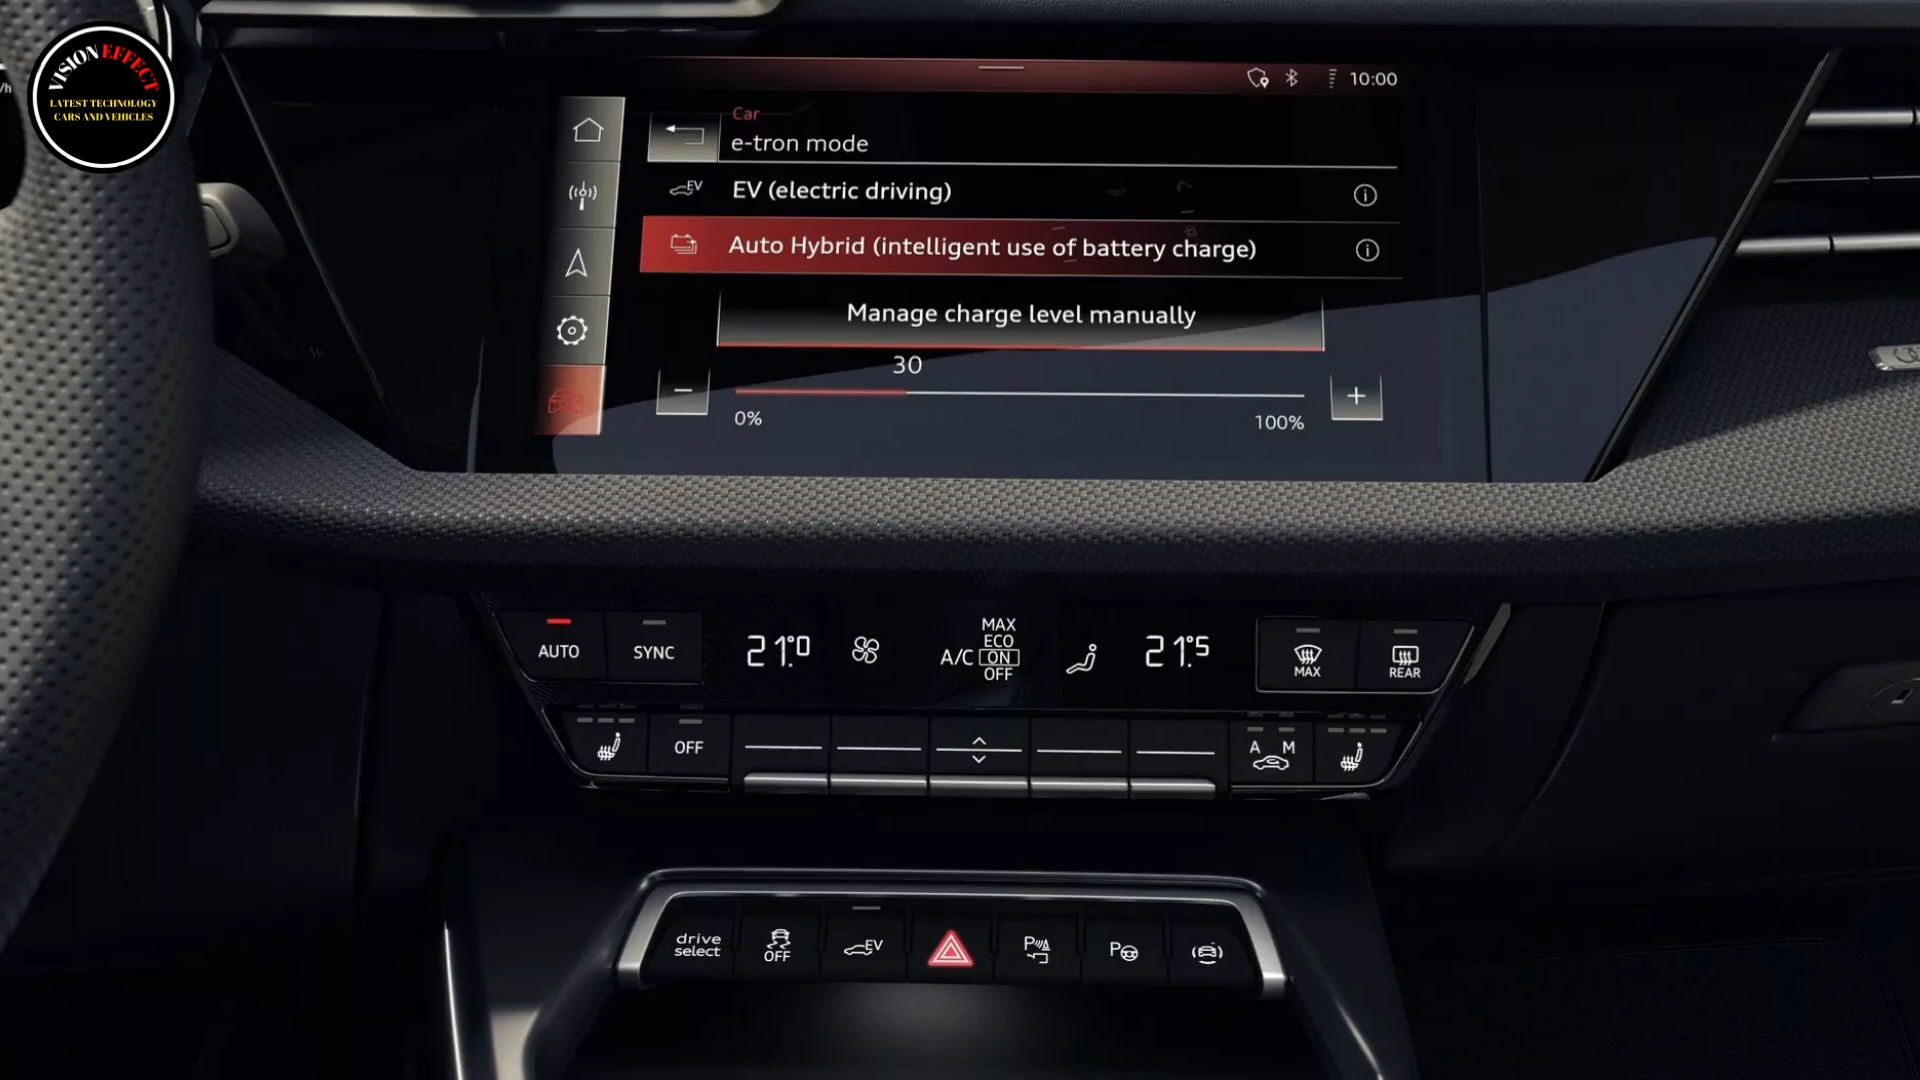 VISION EFFECT
LATEST TECHNOLOGY
CARS AND VEHICLES
10:00
Car
e-tron mode
EV
EV (electric driving)
Auto Hybrid (intelligent use of battery charge)
Manage charge level manually
30
0%
100%
AUTO
SYNC
21.0
A/C
MAX
ECO
ON
OFF
21.5
MAX
REAR
OFF
A M
drive
select
OFF
EV
P
P